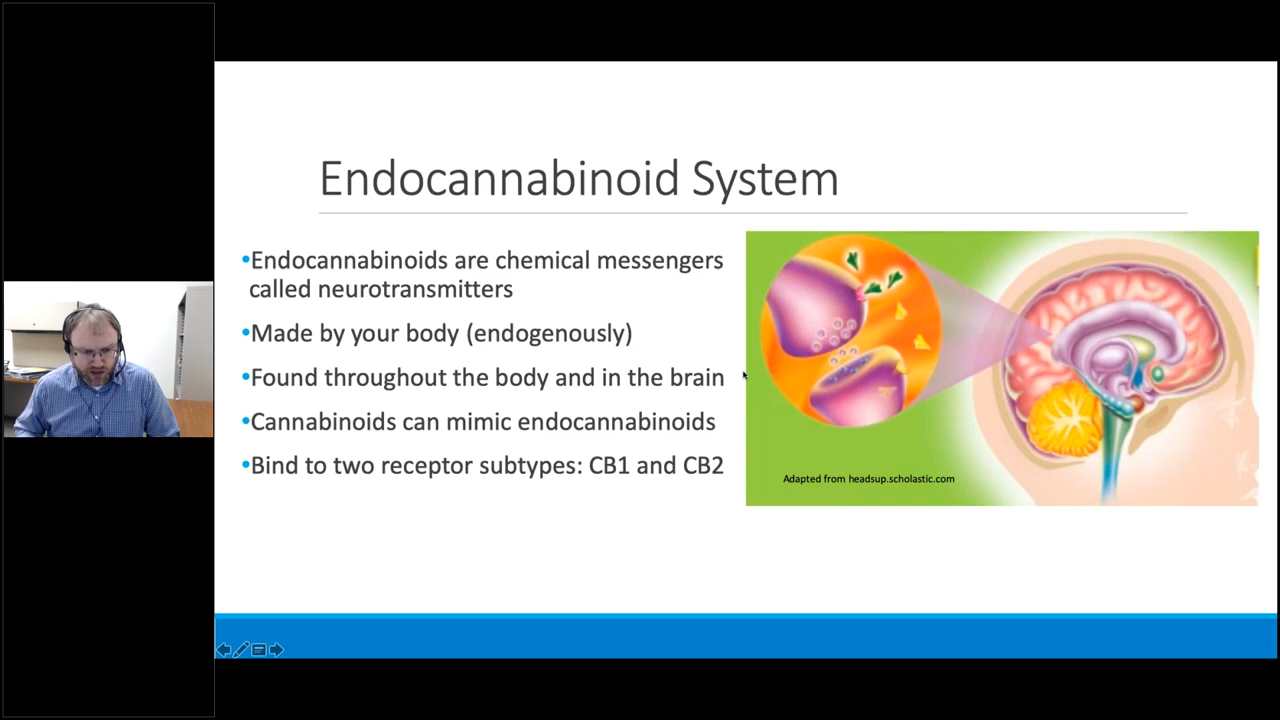 Endocannabinoid System
•Endocannabinoids are chemical messengers
called neurotransmitters
•Made by your body (endogenously)
•Found throughout the body and in the brain
•Cannabinoids can mimic endocannabinoids
•Bind to two receptor subtypes: CB1 and CB2
Adapted from headsup.scholastic.com